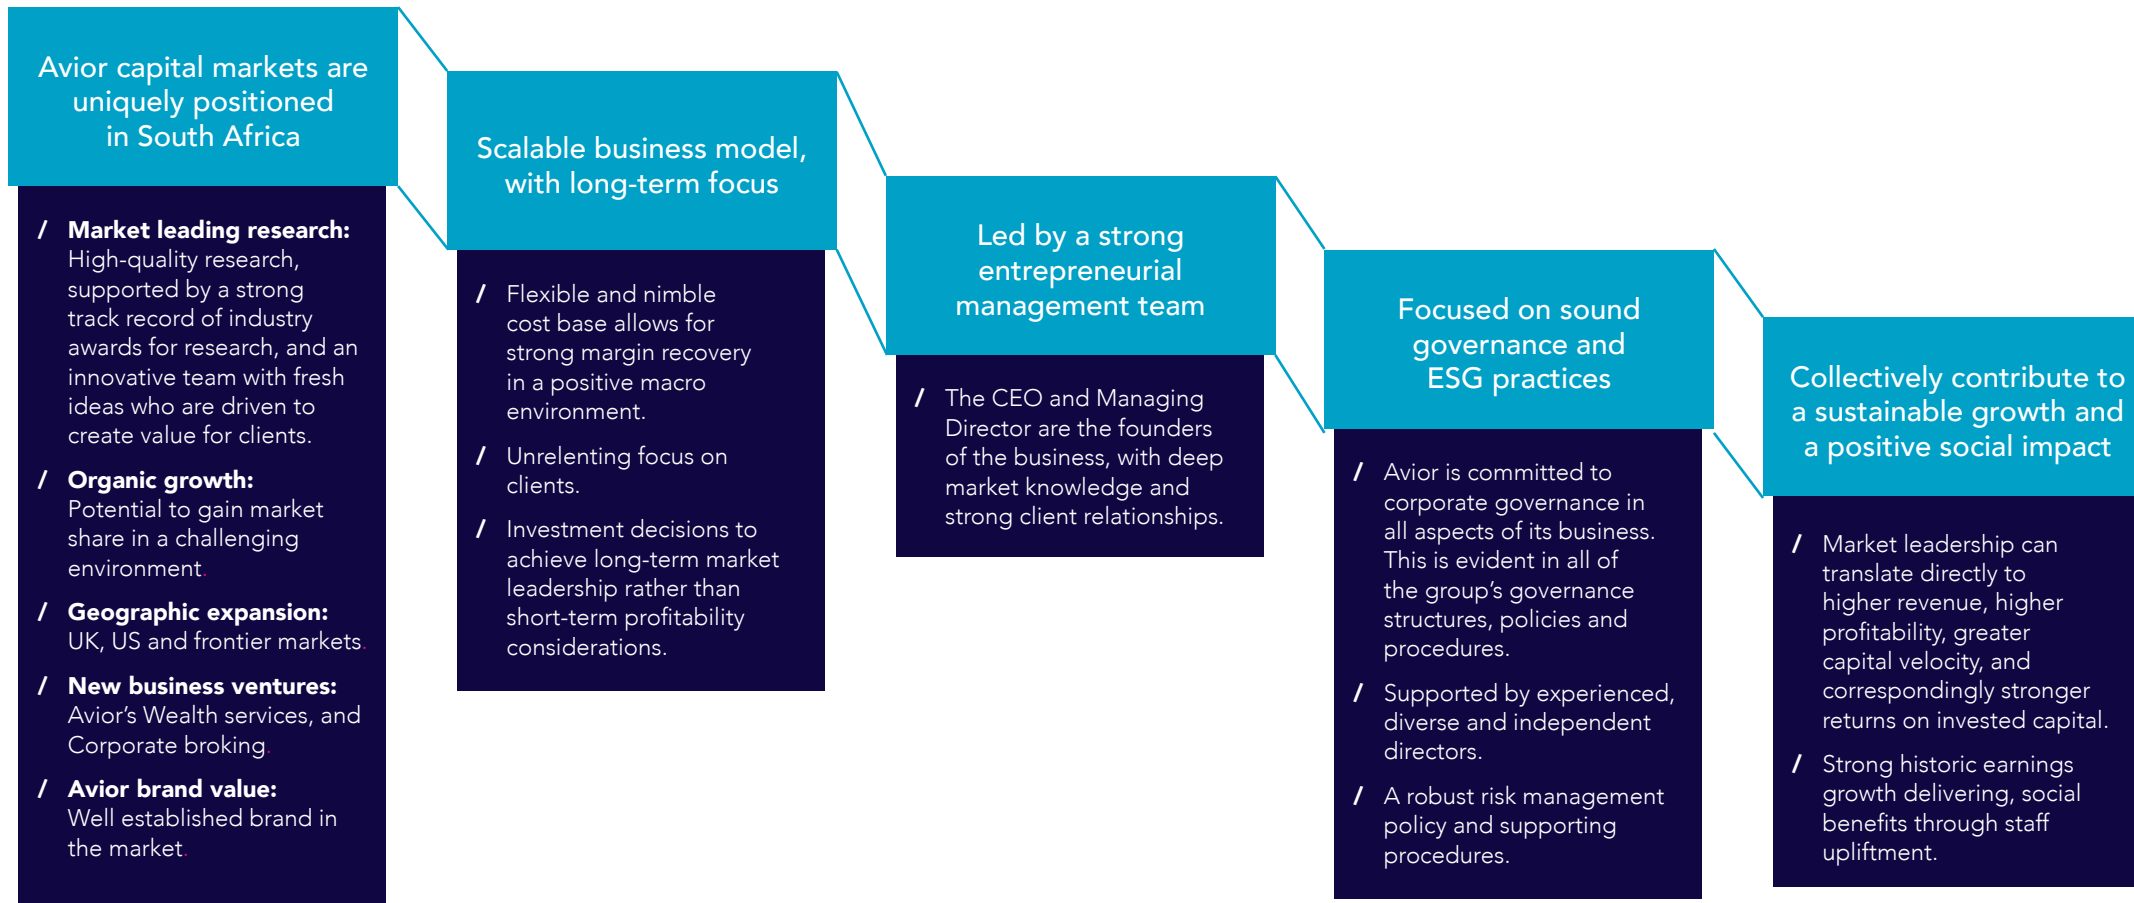 Avior capital markets are
uniquely positioned
in South Africa
/ Market leading research:
High-quality research,
supported by a strong
track record of industry
awards for research, and an
innovative team with fresh
ideas who are driven to
create value for clients.
/ Organic growth:
Potential to gain market
share in a challenging
environment.
/ Geographic expansion:
UK, US and frontier markets.
/ New business ventures:
Avior’s Wealth services, and
Corporate broking.
/ Avior brand value:
Well established brand in
the market.
Scalable business model,
with long-term focus
/ Flexible and nimble
cost base allows for
strong margin recovery
in a positive macro
environment.
/ Unrelenting focus on
clients.
/ Investment decisions to
achieve long-term market
leadership rather than
short-term profitability
considerations.
Led by a strong
entrepreneurial
management team
/ The CEO and Managing
Director are the founders
of the business, with deep
market knowledge and
strong client relationships.
Focused on sound
governance and
ESG practices
/ Avior is committed to
corporate governance in
all aspects of its business.
This is evident in all of
the group’s governance
structures, policies and
procedures.
/ Supported by experienced,
diverse and independent
directors.
/ A robust risk management
policy and supporting
procedures.
Collectively contribute to
a sustainable growth and
a positive social impact
/ Market leadership can
translate directly to
higher revenue, higher
profitability, greater
capital velocity, and
correspondingly stronger
returns on invested capital.
/ Strong historic earnings
growth delivering, social
benefits through staff
upliftment.